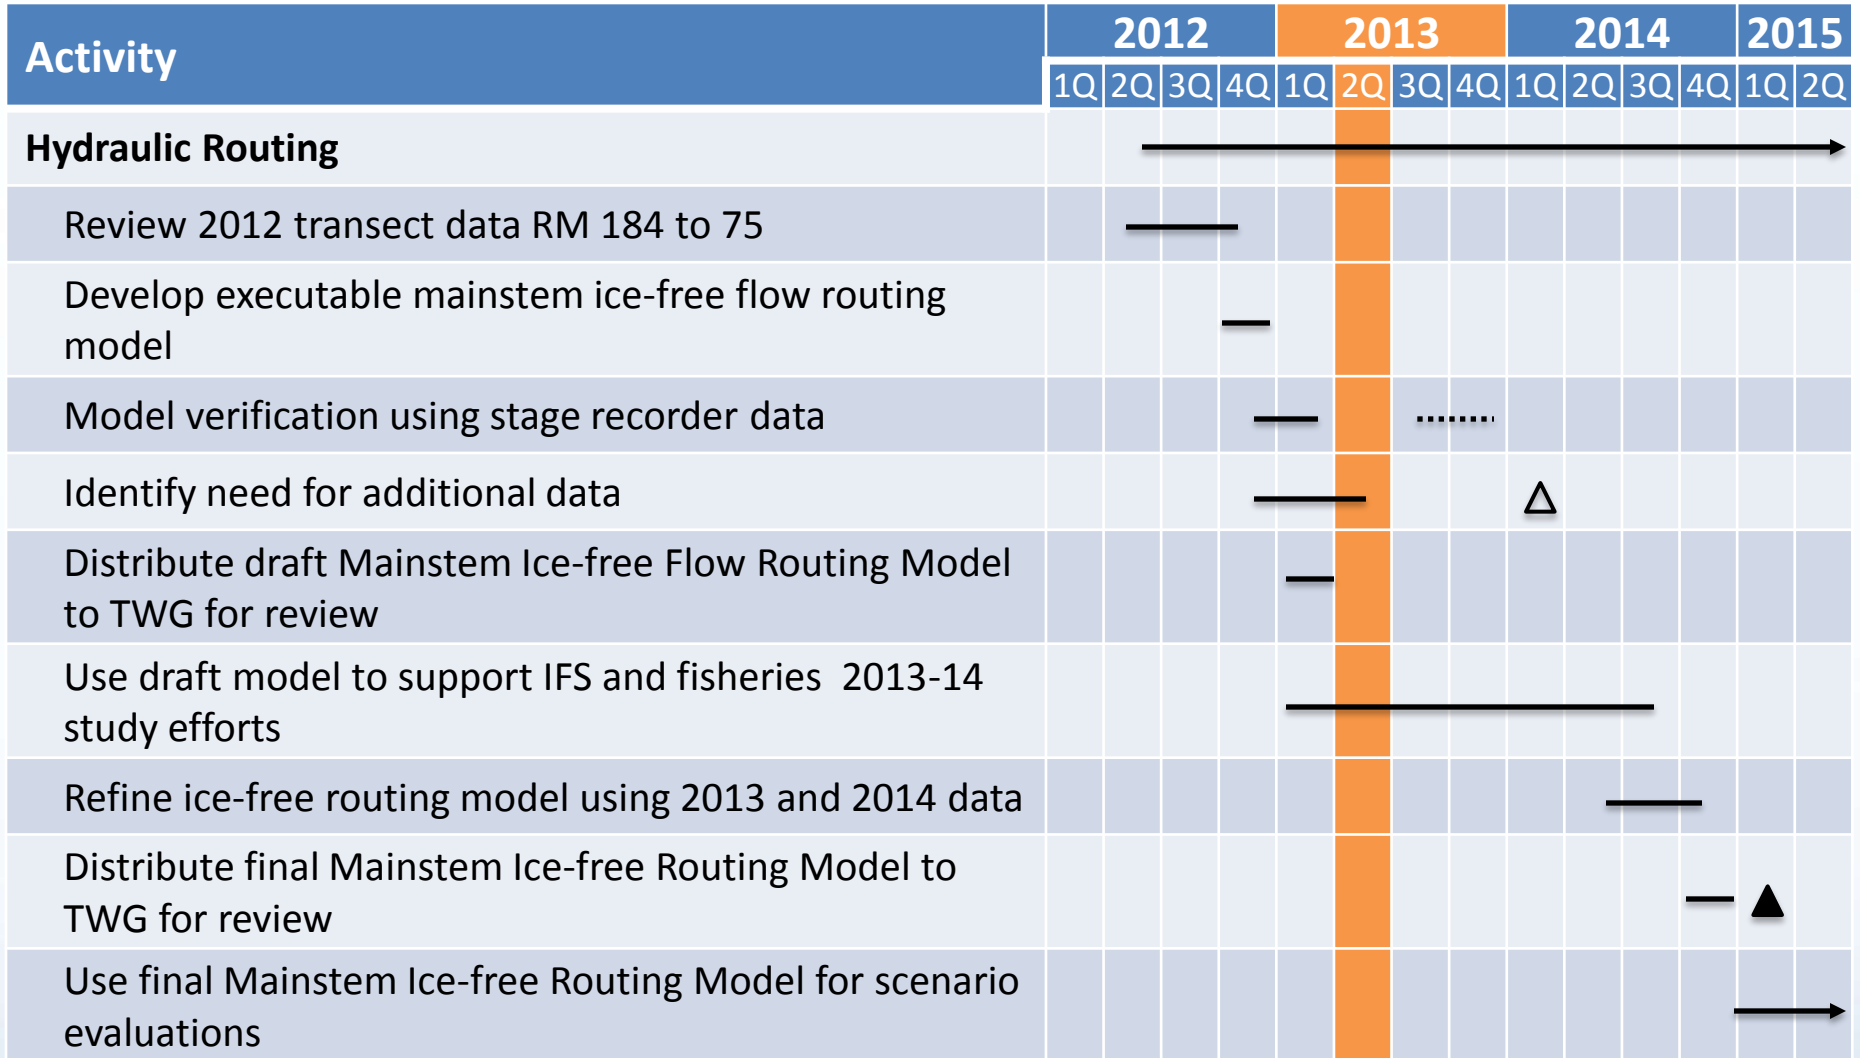 Activity
2012 2013 2014 2015
1Q 2Q 3Q 4Q 1Q 2Q 3Q 4Q 1Q 2Q 3Q 4Q 1Q 2Q
Hydraulic Routing
Review 2012 transect data RM 184 to 75
Develop executable mainstem ice-free flow routing
model
Model verification using stage recorder data
Identify need for additional data
Distribute draft Mainstem Ice-free Flow Routing Model
to TWG for review
Use draft model to support IFS and fisheries  2013-14
study efforts
Refine ice-free routing model using 2013 and 2014 data
Distribute final Mainstem Ice-free Routing Model to
TWG for review
Use final Mainstem Ice-free Routing Model for scenario
evaluations